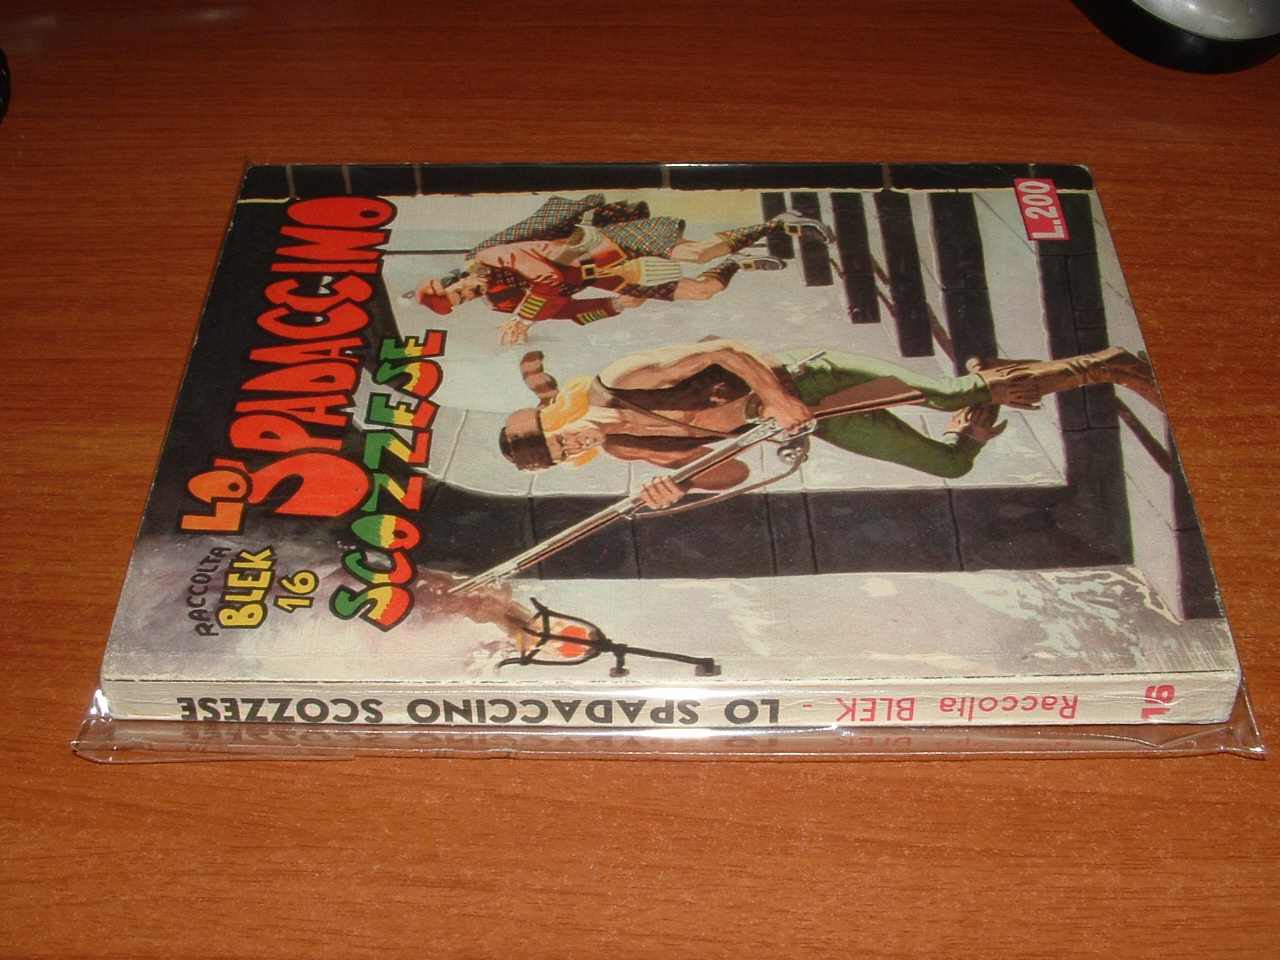 RACCOLTA
BLEK
16
LO
SPADACCINO
SCOZZESE
L.200
16 Raccolta BLEK - LO SPADACCINO SCOZZESE